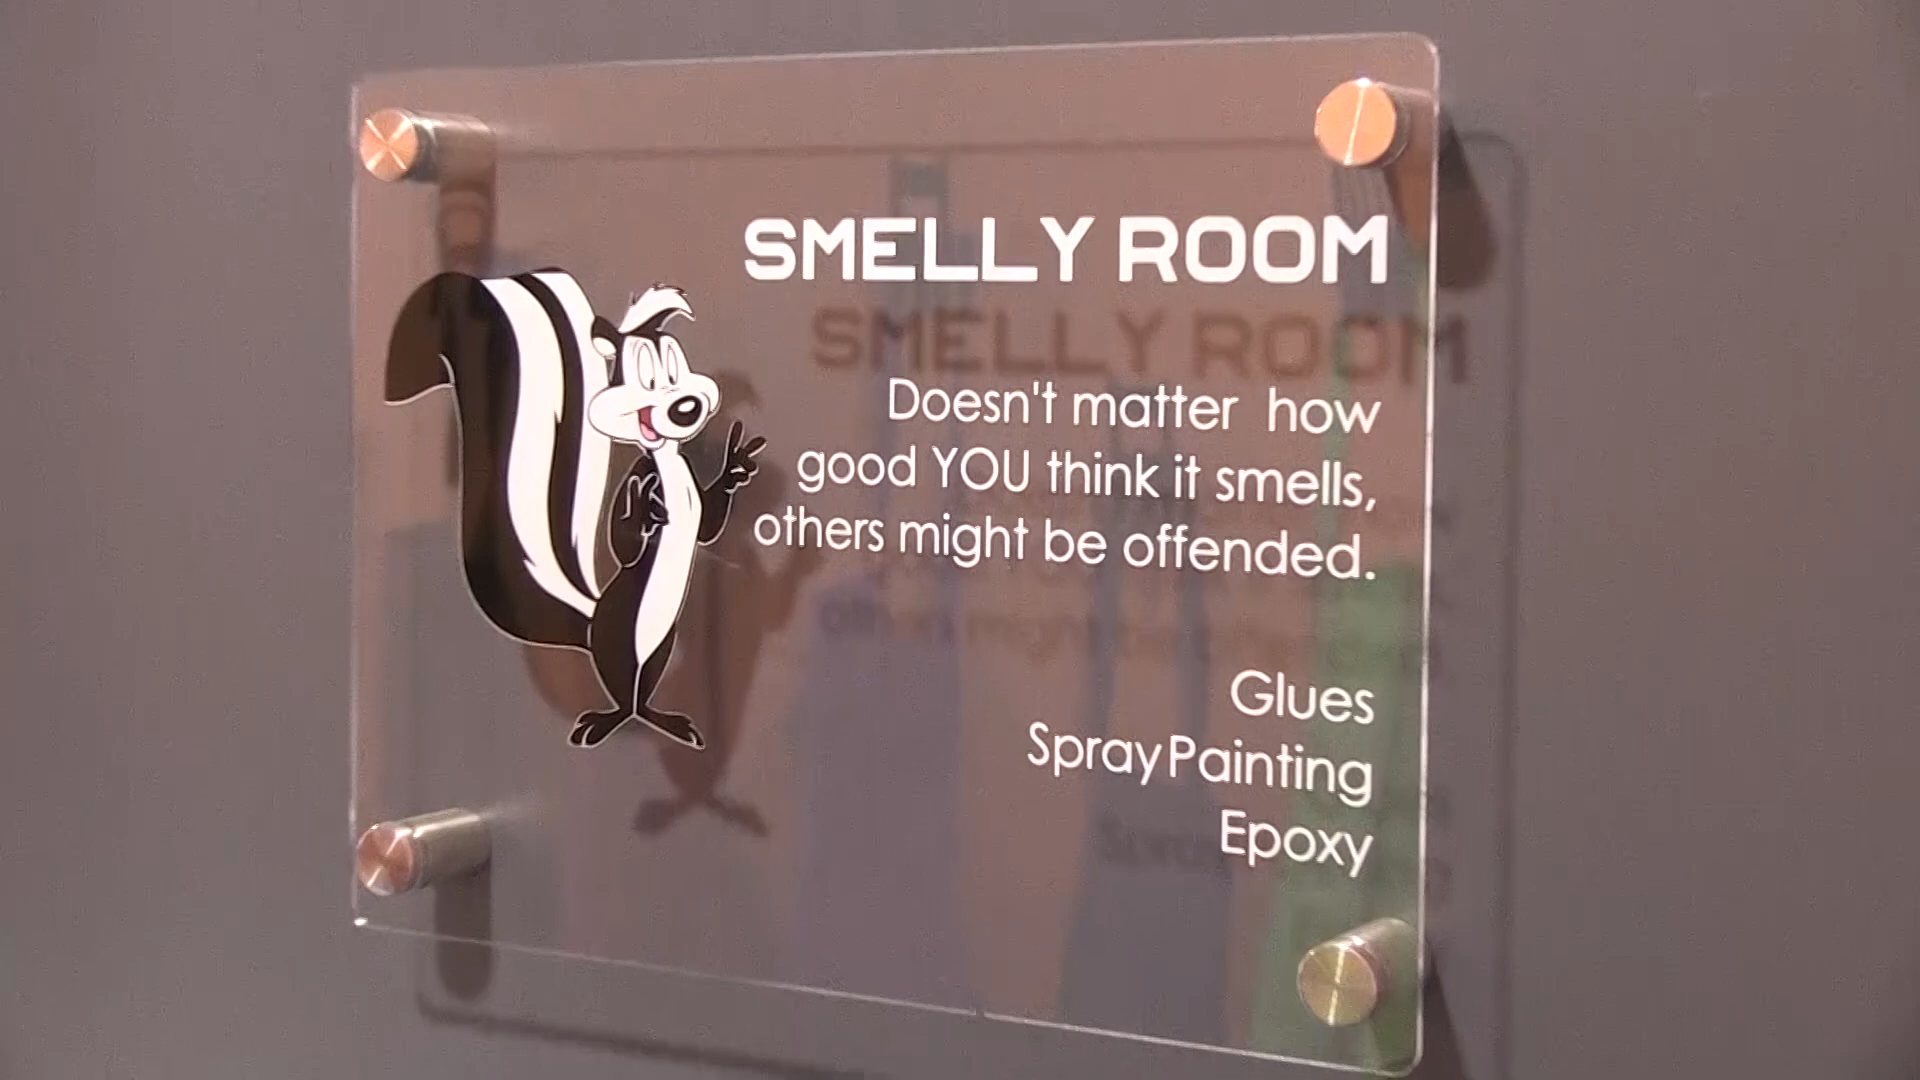 SMELLY ROOM
Doesn't matter how
good YOU think it smells,
others might be offended.
Glues
Spray Painting
Epoxy